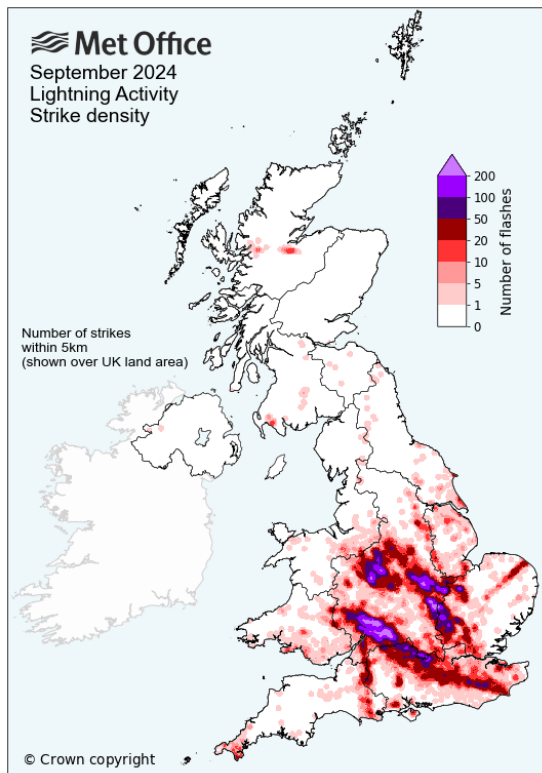 Met Office
September 2024
Lightning Activity
Strike density
200
100
50
20
10
5
1
0
Number of flashes
Number of strikes
within 5km
(shown over UK land area)
© Crown copyright